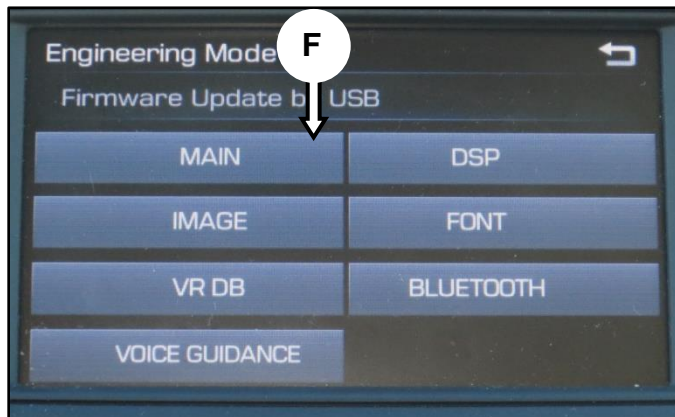 Engineering Mode
F
Firmware Update by USB
MAIN DSP
IMAGE FONT
VR DB BLUETOOTH
VOICE GUIDANCE